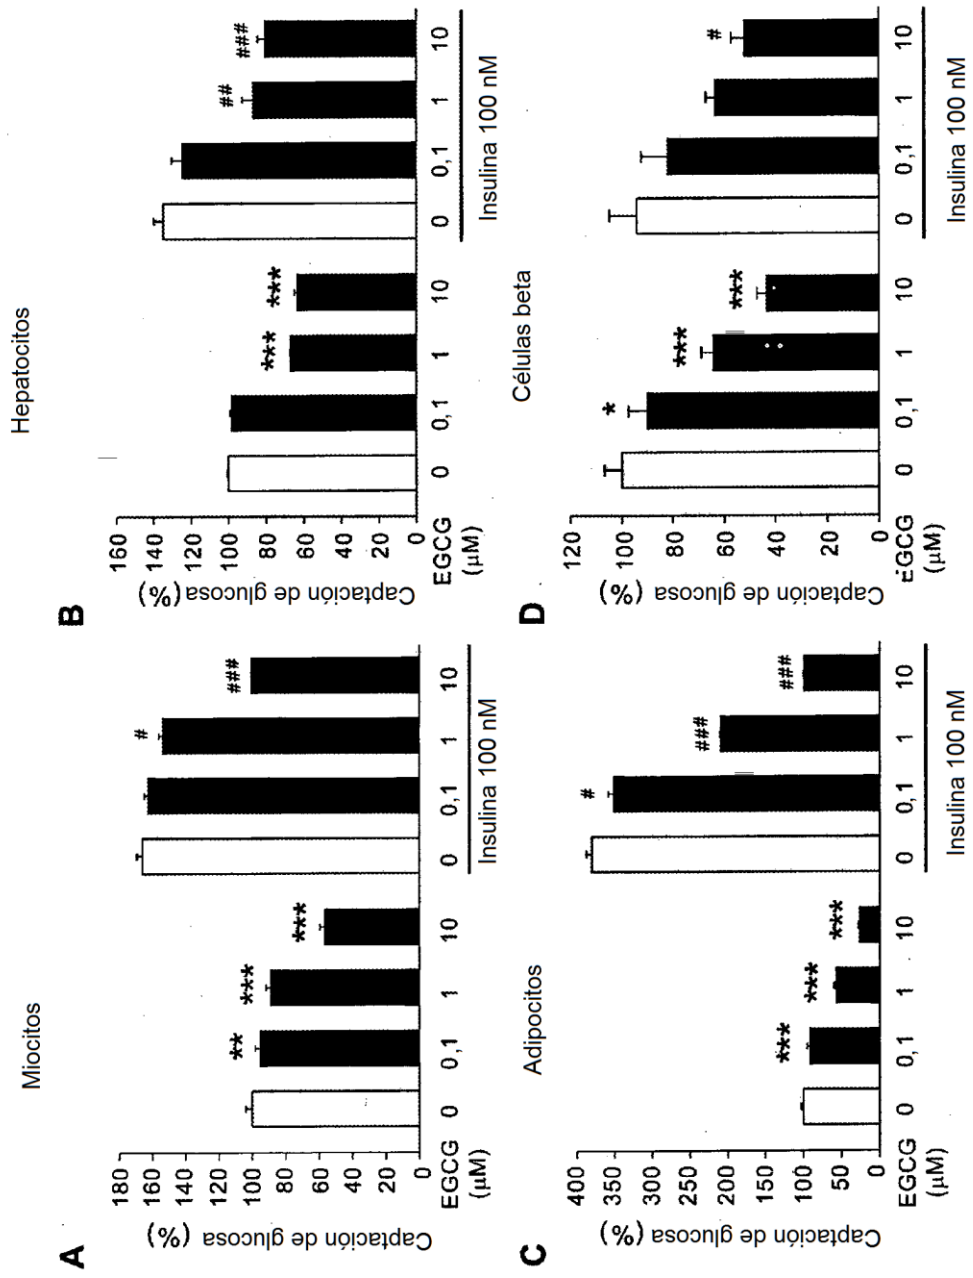 A
Miocitos
Captación de glucosa (%)
180
160
140
120
100
80
60
40
20
0
** *** *** # ###
EGCG (µM)
0 0,1 1 10 0 0,1 1 10
Insulina 100 nM
B
Hepatocitos
Captación de glucosa (%)
160
140
120
100
80
60
40
20
0
*** *** ## ###
EGCG (µM)
0 0,1 1 10 0 0,1 1 10
Insulina 100 nM
C
Adipocitos
Captación de glucosa (%)
400
350
300
250
200
150
100
50
0
*** *** *** # ### ###
EGCG (µM)
0 0,1 1 10 0 0,1 1 10
Insulina 100 nM
D
Células beta
Captación de glucosa (%)
120
100
80
60
40
20
0
* *** *** #
EGCG (µM)
0 0,1 1 10 0 0,1 1 10
Insulina 100 nM